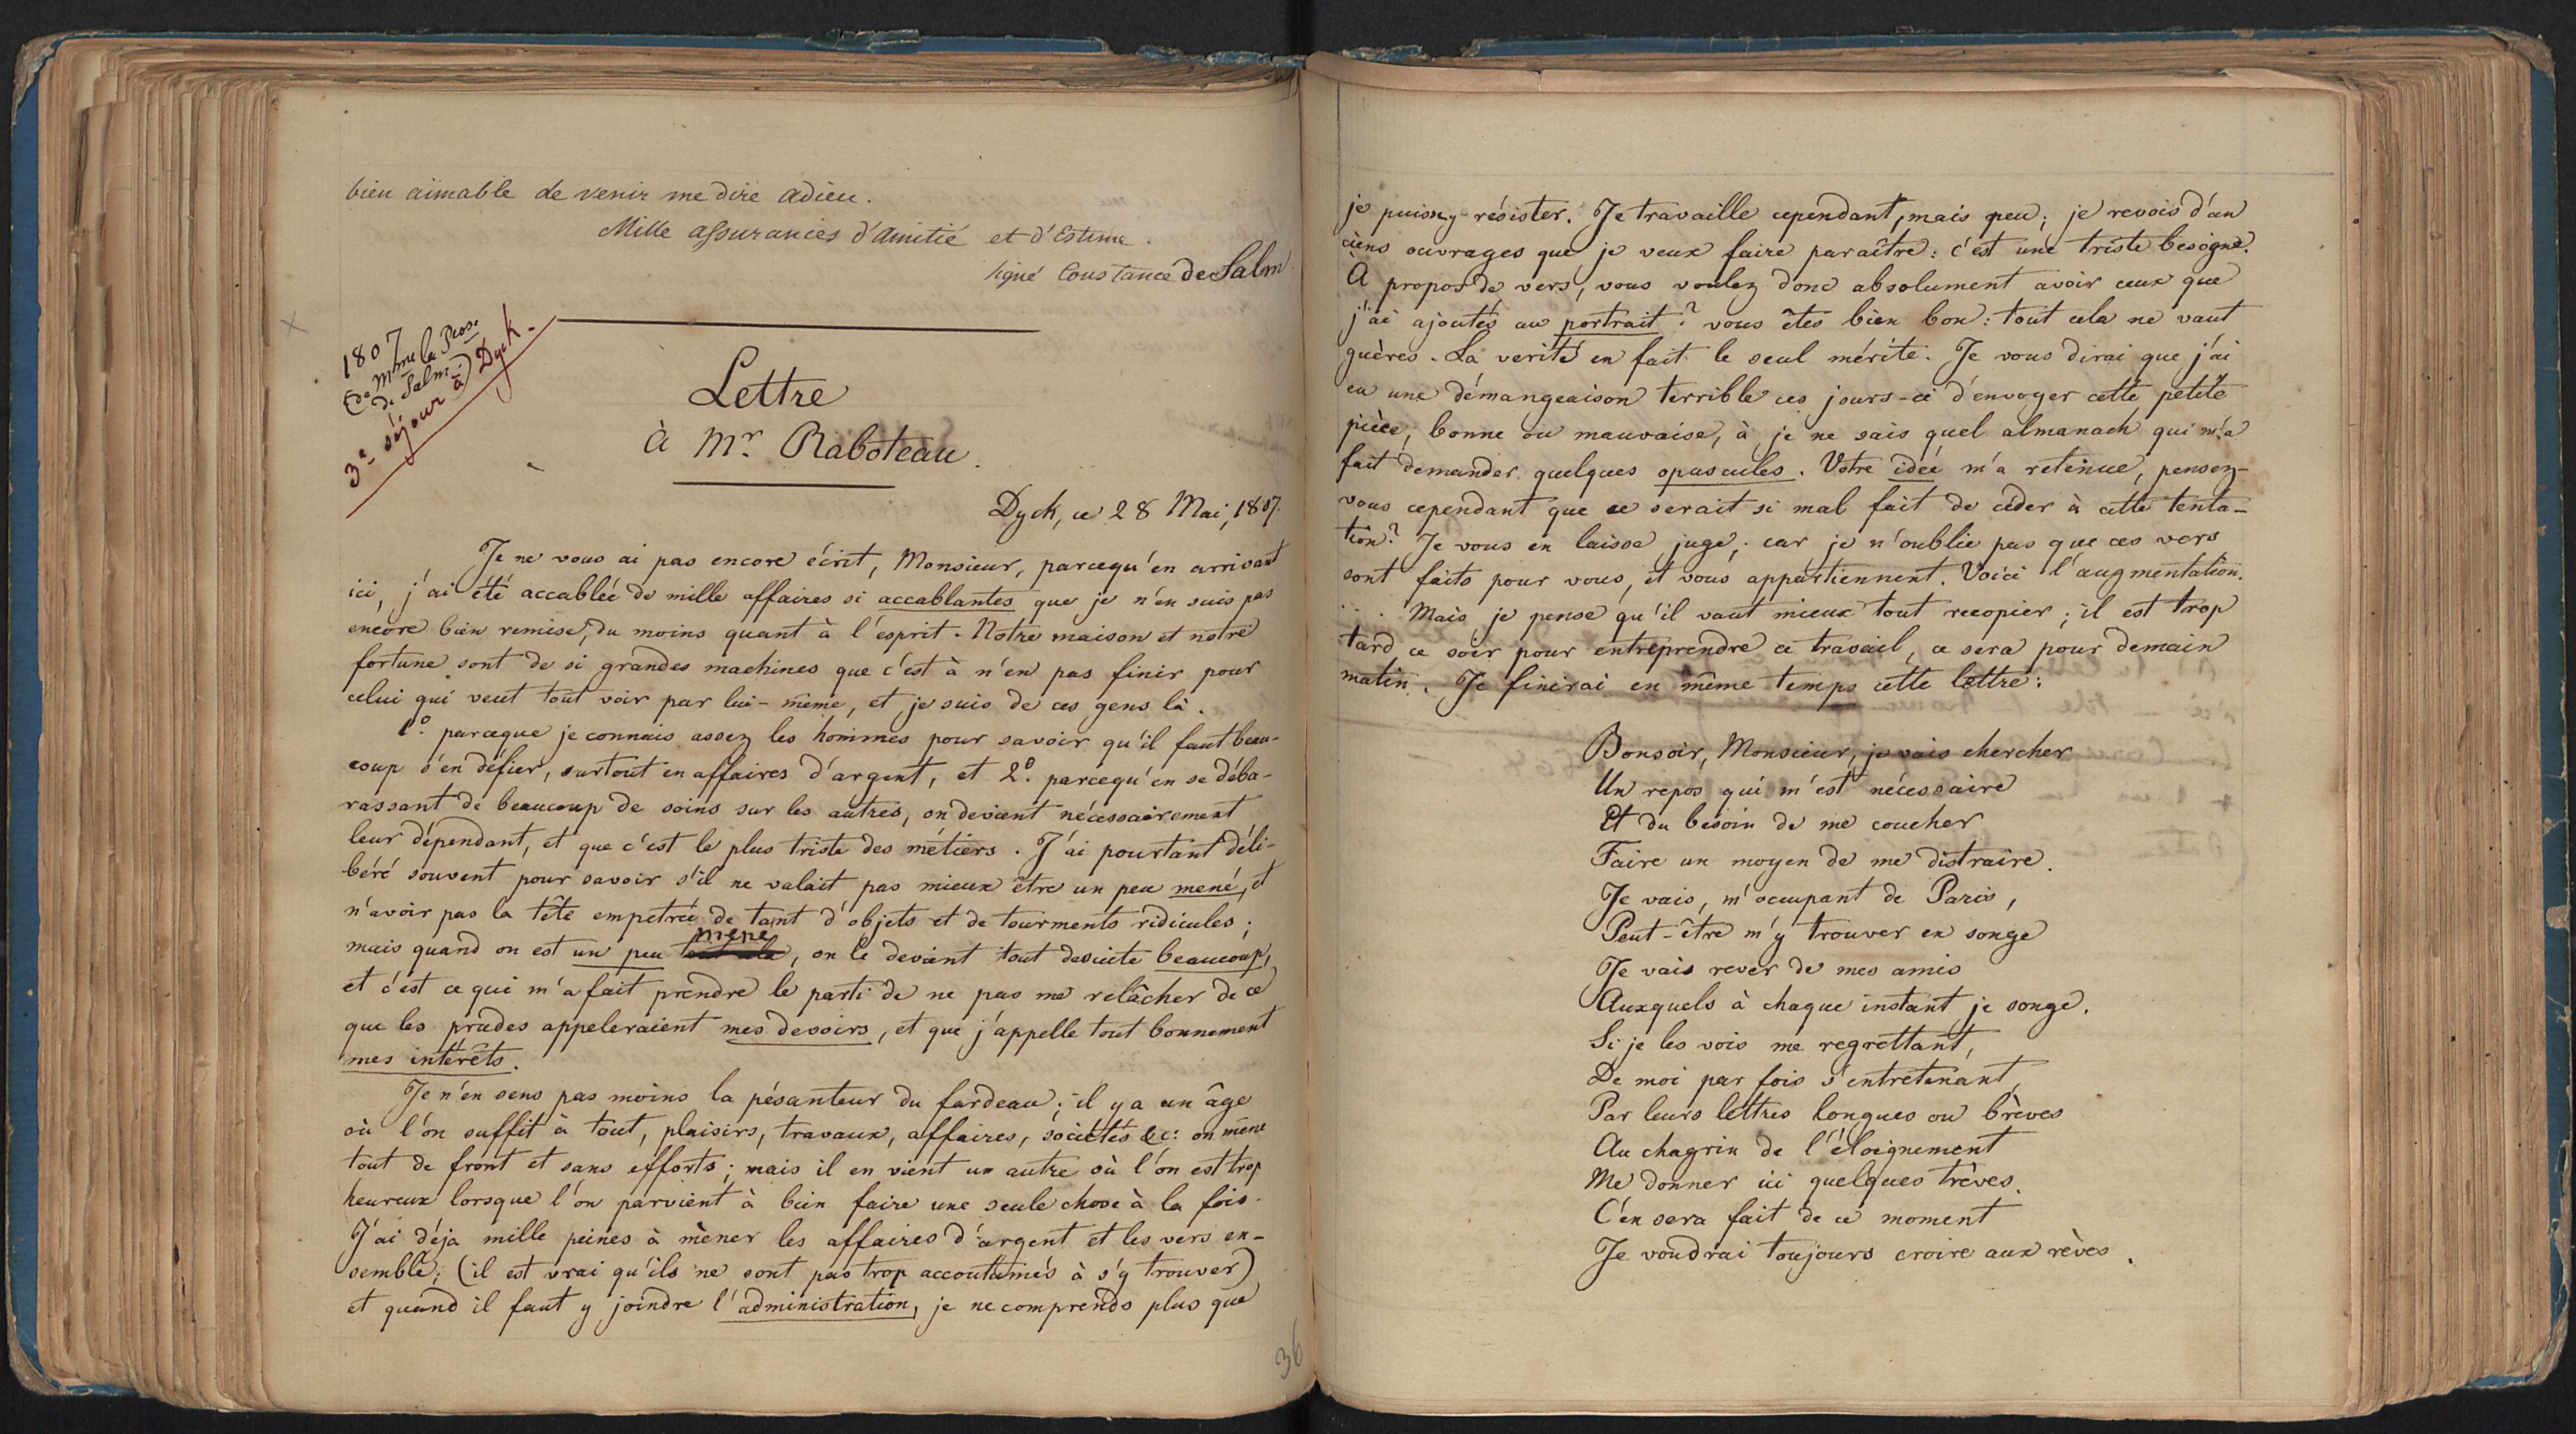 bien aimable de venir me dire adieu.
Mille assurances d'amitié et d'Estime.
signé Constance de Salm
1807
(de Mme la Pcsse
de Salm)
3e séjour à Dyck.
Lettre
à Mr. Raboteau.
Dyck, ce 28 Mai, 1807.
Je ne vous ai pas encore écrit, Monsieur, parcequ'en arrivant
ici, j'ai été accablée de mille affaires si accablantes que je n'en suis pas
encore bien remise, du moins quant à l'esprit. Notre maison et notre
fortune sont de si grandes machines que c'est à n'en pas finir pour
celui qui veut tout voir par lui-même, et je suis de ces gens là.
1o. parceque je connais assez les hommes pour savoir qu'il faut beau-
coup s'en défier, surtout en affaires d'argent, et 2o. parcequ'en se déba-
rassant de beaucoup de soins sur les autres, on devient nécessairement
leur dépendant, et que c'est le plus triste des métiers. J'ai pourtant déli-
béré souvent pour savoir s'il ne valait pas mieux être un peu mené, et
n'avoir pas la tête empetrée de tant d'objets et de tourments ridicules;
mais quand on est un peu mené, on le devient tout desuite beaucoup,
et c'est ce qui m'a fait prendre le parti de ne pas me relâcher de ce
que les prudes appeleraient mes devoirs, et que j'appelle tout bonnement
mes intérêts.
Je n'en sens pas moins la pésanteur du fardeau; il y a un âge
où l'on suffit à tout, plaisirs, travaux, affaires, sociétés &c: on mène
tout de front et sans efforts; mais il en vient un autre où l'on est trop
heureux lorsque l'on parvient à bien faire une seule chose à la fois.
J'ai déja mille peines à mèner les affaires d'argent et les vers en-
semble; (il est vrai qu'ils ne sont pas trop accoutumés à s'y trouver)
et quand il faut y joindre l'administration, je ne comprends plus que
36
je puisse y résister. Je travaille cependant, mais peu; je revois d'an
ciens ouvrages que je veux faire paraître: c'est une triste besogne.
A propos de vers, vous voulez donc absolument avoir ceux que
j'ai ajoutés au portrait? vous êtes bien bon: tout cela ne vaut
guères. La verité en fait le seul mérite. Je vous dirai que j'ai
eu une démangeaison terrible ces jours-ci d'envoyer cette petite
pièce, bonne ou mauvaise, à je ne sais quel almanach qui m'a
fait demander quelques opuscules. Votre idée m'a retenue, pensez-
vous cependant que ce serait si mal fait de céder à cette tenta-
tion? Je vous en laisse juge; car je n'oublie pas que ces vers
sont faits pour vous, et vous appartiennent. Voici l'augmentation.
.... Mais je pense qu'il vaut mieux tout recopier; il est trop
tard ce soir pour entreprendre ce travail, ce sera pour demain
matin. Je finirai en même temps cette lettre:
Bonsoir, Monsieur, je vais chercher
Un repos qui m'est nécessaire
Et du besoin de me coucher
Faire un moyen de me distraire.
Je vais, m'occupant de Paris,
Peut-être m'y trouver en songe
Je vais rever de mes amis
Auxquels à chaque instant je songe.
Si je les vois me regrettant,
De moi par fois s'entretenant,
Par leurs lettres longues ou brèves
Au chagrin de l'éloignement
Me donner ici quelques trèves.
C'en sera fait de ce moment
Je voudrai toujours croire aux rèves.